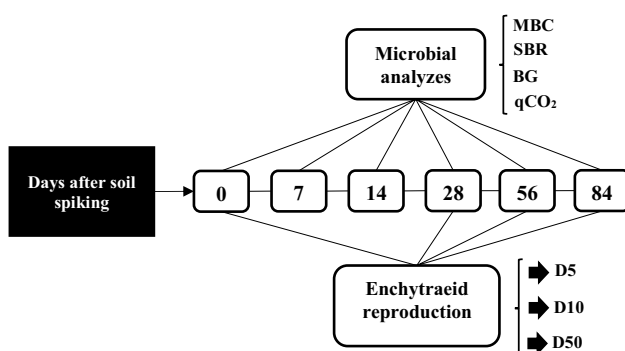 Microbial
analyzes
MBC
SBR
BG
qCO₂
Days after soil
spiking
0 7 14 28 56 84
Enchytraeid
reproduction
D5
D10
D50